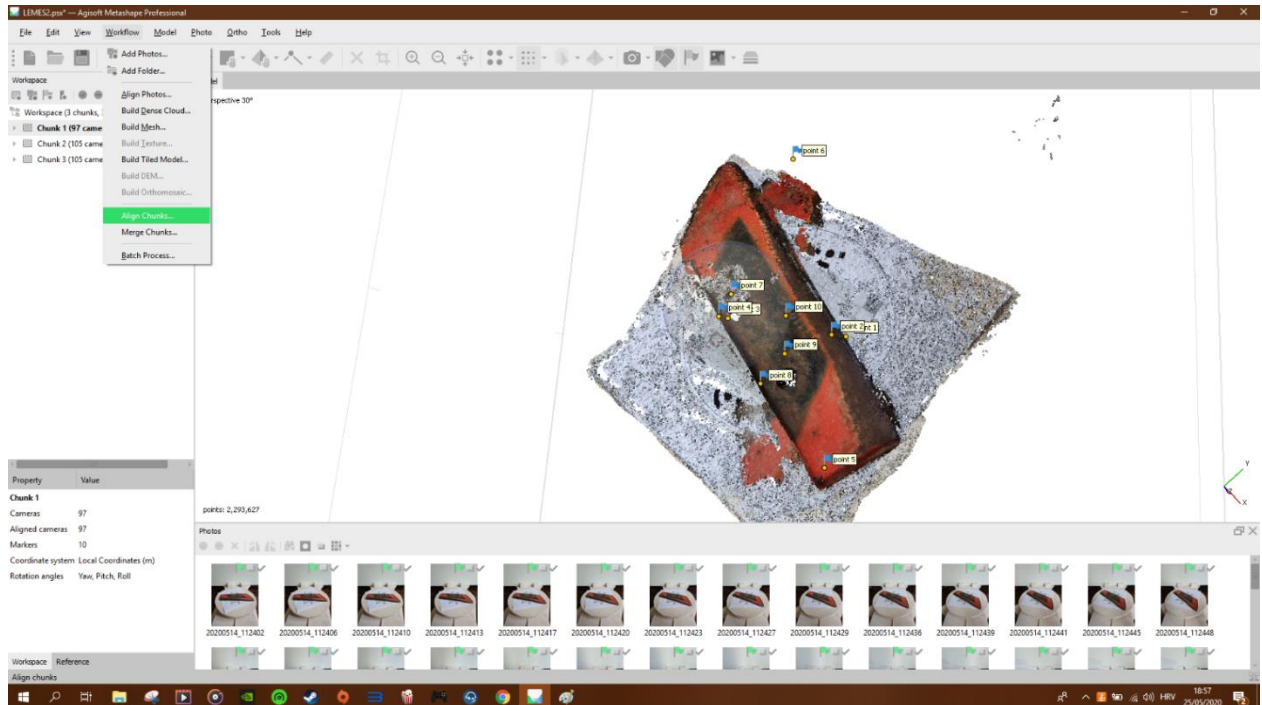 LEMES2.psx* — Agisoft Metashape Professional
File Edit View Workflow Model Photo Ortho Tools Help
Add Photos...
Add Folder...
Align Photos...
Build Dense Cloud...
Build Mesh...
Build Texture...
Build Tiled Model...
Build DEM...
Build Orthomosaic...
Align Chunks...
Merge Chunks...
Batch Process...
Workspace
Workspace (3 chunks,
Chunk 1 (97 came
Chunk 2 (105 came
Chunk 3 (105 came
erspective 30°
point 6
point 7
point 4
3
point 10
point 2
nt 1
point 9
point 8
point 5
points: 2,293,627
Y
X
Property Value
Chunk 1
Cameras 97
Aligned cameras 97
Markers 10
Coordinate system Local Coordinates (m)
Rotation angles Yaw, Pitch, Roll
Photos
20200514_112402 20200514_112406 20200514_112410 20200514_112413 20200514_112417 20200514_112420 20200514_112423 20200514_112427 20200514_112429 20200514_112436 20200514_112439 20200514_112441 20200514_112445 20200514_112448
Workspace Reference
Align chunks
HRV
18:57
25/05/2020